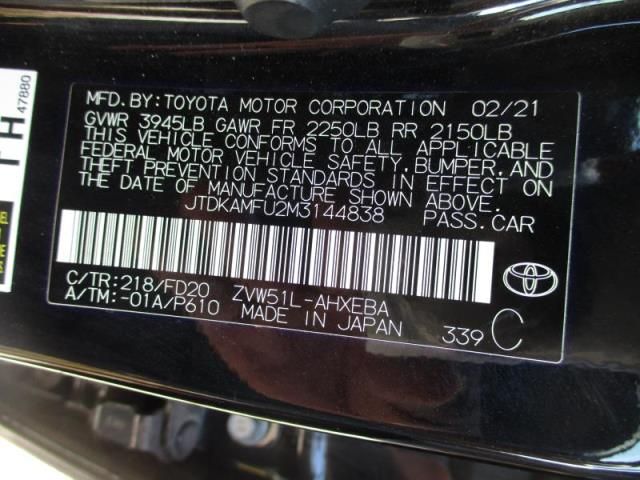 MFD.BY:TOYOTA MOTOR CORPORATION 02/21
GVWR 3945LB GAWR FR 2250LB RR 2150LB
THIS VEHICLE CONFORMS TO ALL APPLICABLE
FEDERAL MOTOR VEHICLE SAFETY, BUMPER, AND
THEFT PREVENTION STANDARDS IN EFFECT ON
THE DATE OF MANUFACTURE SHOWN ABOVE.
JTDKAMFU2M3144838 PASS.CAR
C/TR:218/FD20 ZVW51L-AHXEBA
A/TM:-01A/P610 MADE IN JAPAN
339 C
TOYOTA
47880